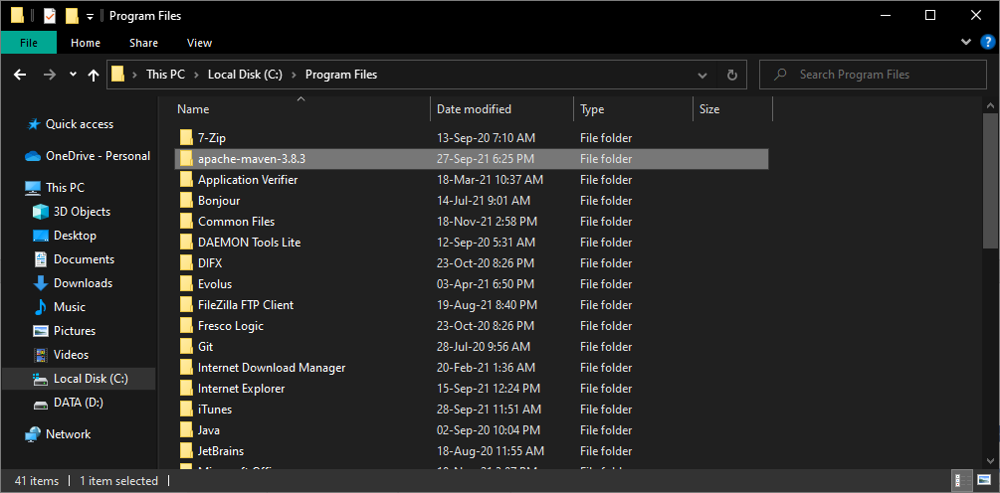 Program Files
File Home Share View
This PC Local Disk (C:) Program Files Search Program Files
Quick access
OneDrive - Personal
This PC
3D Objects
Desktop
Documents
Downloads
Music
Pictures
Videos
Local Disk (C:)
DATA (D:)
Network
Name Date modified Type Size
7-Zip 13-Sep-20 7:10 AM File folder
apache-maven-3.8.3 27-Sep-21 6:25 PM File folder
Application Verifier 18-Mar-21 10:37 AM File folder
Bonjour 14-Jul-21 9:01 AM File folder
Common Files 18-Nov-21 2:58 PM File folder
DAEMON Tools Lite 12-Sep-20 5:31 AM File folder
DIFX 23-Oct-20 8:26 PM File folder
Evolus 03-Apr-21 6:50 PM File folder
FileZilla FTP Client 19-Aug-21 8:40 PM File folder
Fresco Logic 23-Oct-20 8:26 PM File folder
Git 28-Jul-20 9:56 AM File folder
Internet Download Manager 20-Feb-21 1:36 AM File folder
Internet Explorer 15-Sep-21 12:24 PM File folder
iTunes 28-Sep-21 11:51 AM File folder
Java 02-Sep-20 10:04 PM File folder
JetBrains 18-Aug-20 11:55 AM File folder
41 items 1 item selected